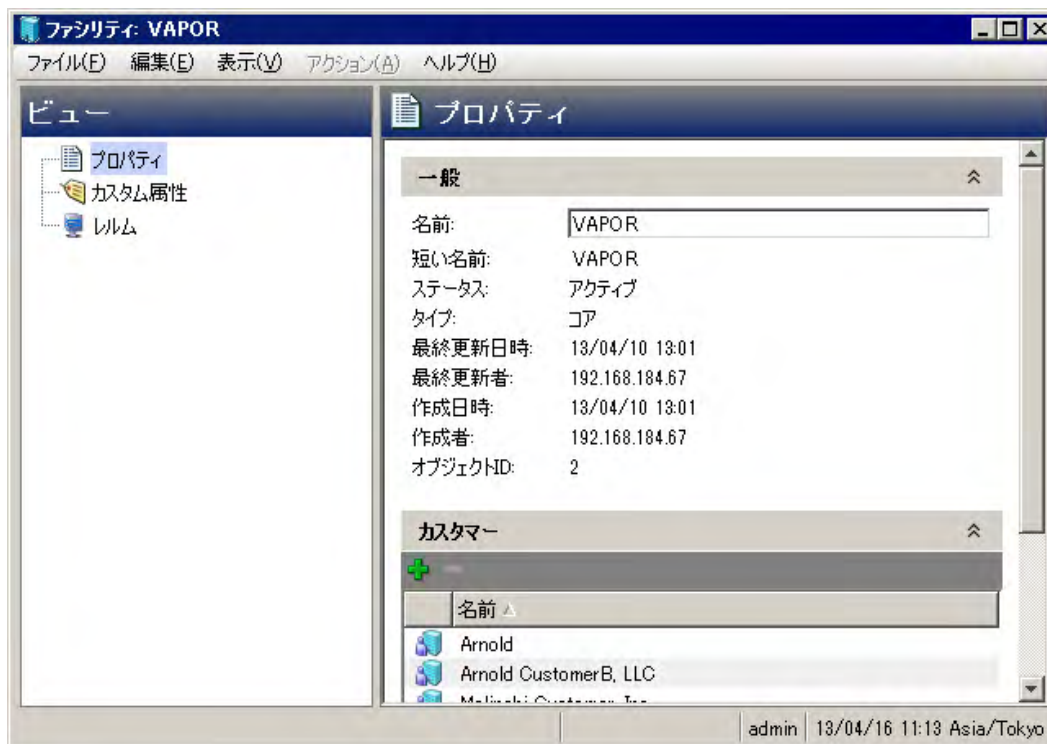 ファシリティ: VAPOR
ファイル(F) 編集(E) 表示(V) アクション(A) ヘルプ(H)
ビュー
プロパティ
カスタム属性
レルム
プロパティ
一般
名前: VAPOR
短い名前: VAPOR
ステータス: アクティブ
タイプ: コア
最終更新日時: 13/04/10 13:01
最終更新者: 192.168.184.67
作成日時: 13/04/10 13:01
作成者: 192.168.184.67
オブジェクトID: 2
カスタマー
名前
Arnold
Arnold CustomerB, LLC
Customer
admin 13/04/16 11:13 Asia/Tokyo